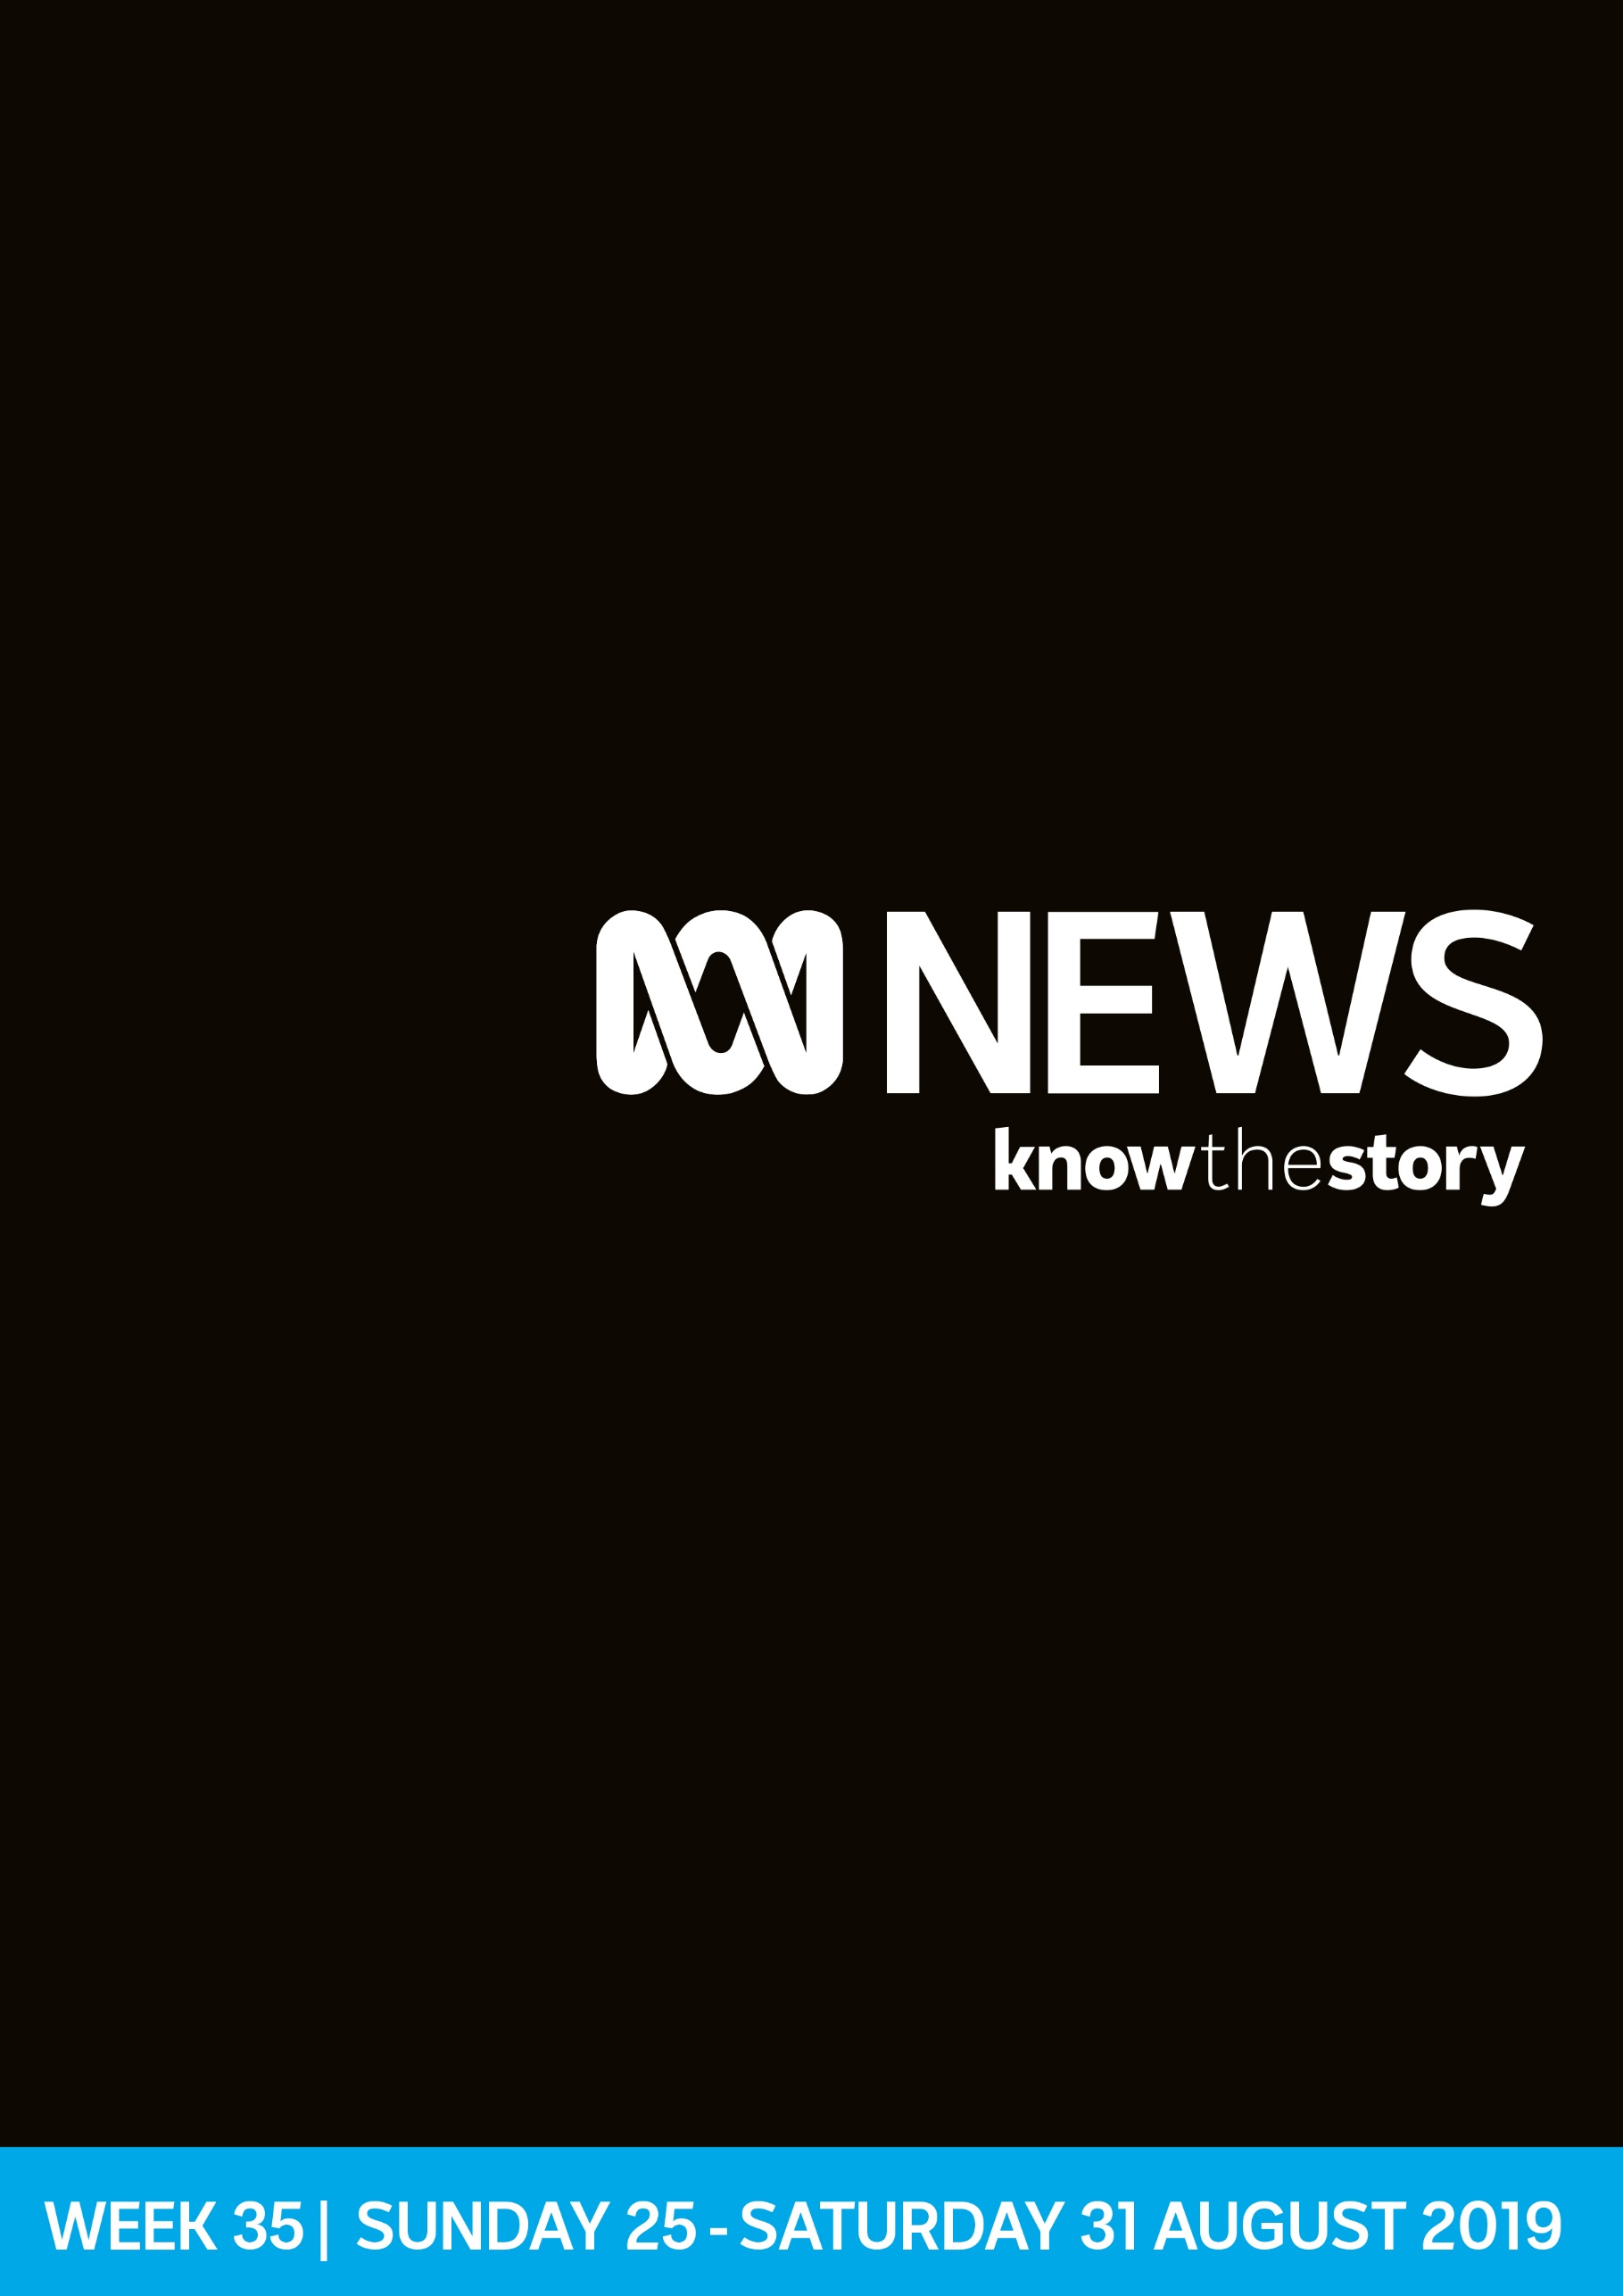 NEWS
knowthestory
WEEK 35 | SUNDAY 25 - SATURDAY 31 AUGUST 2019